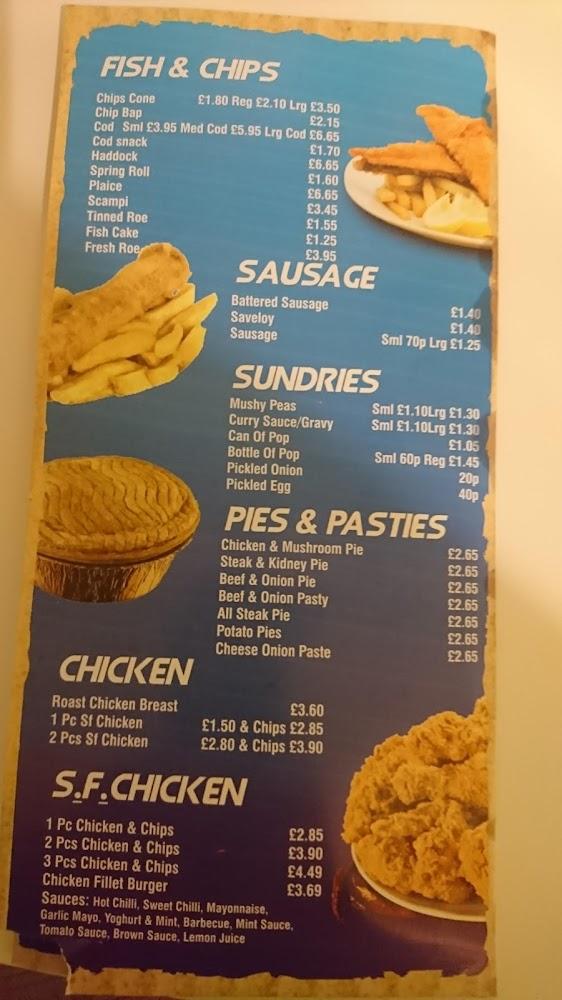 FISH & CHIPS
Chips Cone £1.80 Reg £2.10 Lrg £3.50
Chip Bap £2.15
Cod Sml £3.95 Med Cod £5.95 Lrg Cod £6.65
Cod snack £1.70
Haddock £6.65
Spring Roll £1.60
Plaice £6.65
Scampi £3.45
Tinned Roe £1.55
Fish Cake £1.25
Fresh Roe £3.95
SAUSAGE
Battered Sausage £1.40
Saveloy £1.40
Sausage Sml 70p Lrg £1.25
SUNDRIES
Mushy Peas Sml £1.10Lrg £1.30
Curry Sauce/Gravy Sml £1.10Lrg £1.30
Can Of Pop £1.05
Bottle Of Pop Sml 60p Reg £1.45
Pickled Onion 20p
Pickled Egg 40p
PIES & PASTIES
Chicken & Mushroom Pie £2.65
Steak & Kidney Pie £2.65
Beef & Onion Pie £2.65
Beef & Onion Pasty £2.65
All Steak Pie £2.65
Potato Pies £2.65
Cheese Onion Paste £2.65
CHICKEN
Roast Chicken Breast £3.60
1 Pc Sf Chicken £1.50 & Chips £2.85
2 Pcs Sf Chicken £2.80 & Chips £3.90
S.F.CHICKEN
1 Pc Chicken & Chips £2.85
2 Pcs Chicken & Chips £3.90
3 Pcs Chicken & Chips £4.49
Chicken Fillet Burger £3.69
Sauces: Hot Chilli, Sweet Chilli, Mayonnaise,
Garlic Mayo, Yoghurt & Mint, Barbecue, Mint Sauce,
Tomato Sauce, Brown Sauce, Lemon Juice